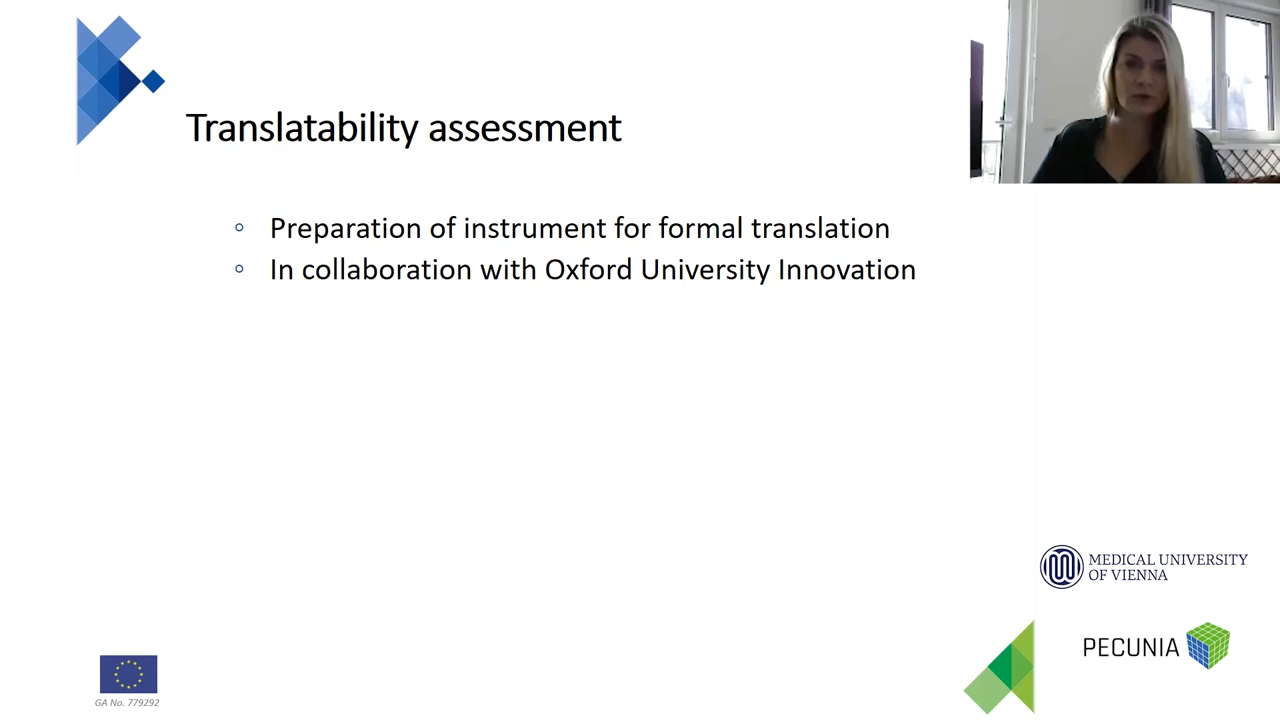 Translatability assessment
◦ Preparation of instrument for formal translation
◦ In collaboration with Oxford University Innovation
MEDICAL UNIVERSITY
OF VIENNA
PECUNIA
GA No. 779292